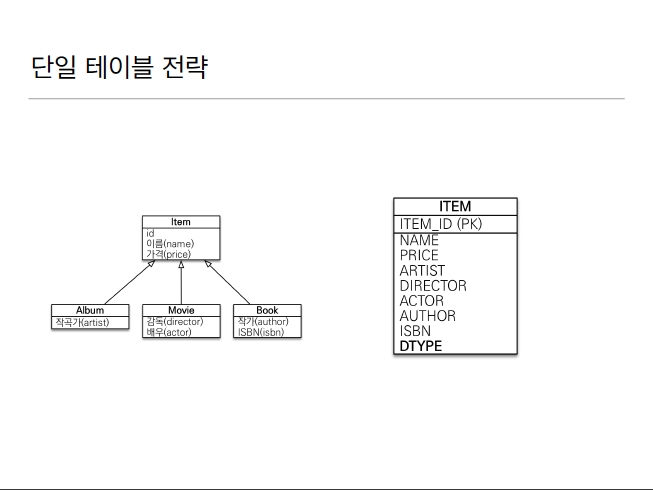 단일 테이블 전략
Item
id
이름(name)
가격(price)
Album
작곡가(artist)
Movie
감독(director)
배우(actor)
Book
작가(author)
ISBN(isbn)
ITEM
ITEM_ID (PK)
NAME
PRICE
ARTIST
DIRECTOR
ACTOR
AUTHOR
ISBN
DTYPE